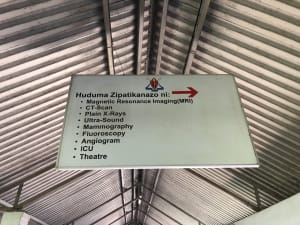 Huduma Zipatikanazo ni:
• Magnetic Resonance Imaging(MRI)
• CT-Scan
• Plain X-Rays
• Ultra-Sound
• Mammography
• Fluoroscopy
• Angiogram
• ICU
• Theatre